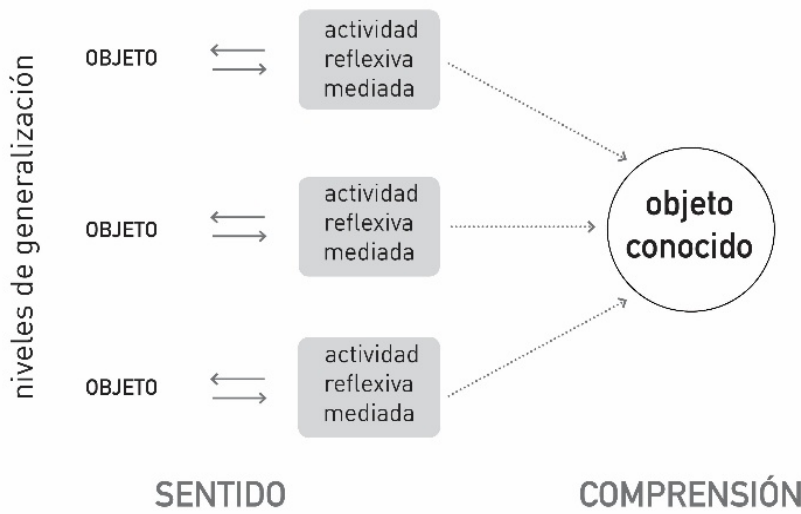 niveles de generalización
OBJETO
actividad
reflexiva
mediada
OBJETO
actividad
reflexiva
mediada
objeto
conocido
OBJETO
actividad
reflexiva
mediada
SENTIDO
COMPRENSIÓN